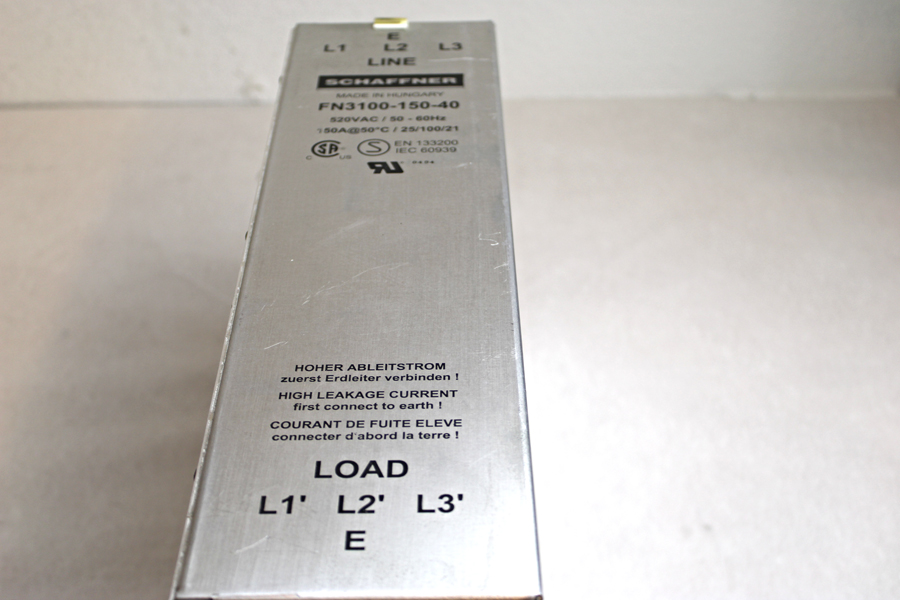 E
L1 L2 L3
LINE
SCHAFFNER
MADE IN HUNGARY
FN3100-150-40
520VAC / 50 - 60Hz
150A@50°C / 25/100/21
C SA US S EN 133200
IEC 60939
HOHER ABLEITSTROM
zuerst Erdleiter verbinden !
HIGH LEAKAGE CURRENT
first connect to earth !
COURANT DE FUITE ELEVE
connecter d'abord la terre !
LOAD
L1' L2' L3'
E